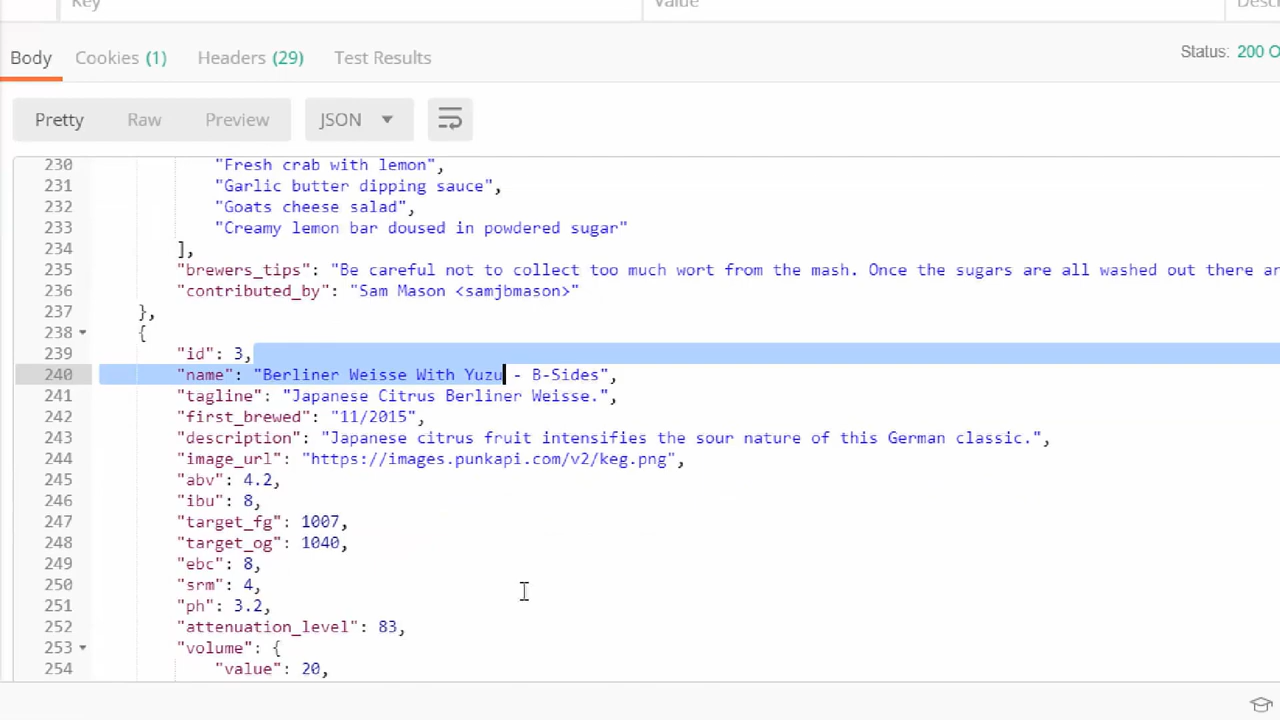 Key Value Descri
Body Cookies (1) Headers (29) Test Results Status: 200 O
Pretty Raw Preview JSON
230 "Fresh crab with lemon",
231 "Garlic butter dipping sauce",
232 "Goats cheese salad",
233 "Creamy lemon bar doused in powdered sugar"
234 ],
235 "brewers_tips": "Be careful not to collect too much wort from the mash. Once the sugars are all washed out there ar
236 "contributed_by": "Sam Mason <samjbmason>"
237 },
238 {
239 "id": 3,
240 "name": "Berliner Weisse With Yuzu - B-Sides",
241 "tagline": "Japanese Citrus Berliner Weisse.",
242 "first_brewed": "11/2015",
243 "description": "Japanese citrus fruit intensifies the sour nature of this German classic.",
244 "image_url": "https://images.punkapi.com/v2/keg.png",
245 "abv": 4.2,
246 "ibu": 8,
247 "target_fg": 1007,
248 "target_og": 1040,
249 "ebc": 8,
250 "srm": 4,
251 "ph": 3.2,
252 "attenuation_level": 83,
253 "volume": {
254 "value": 20,